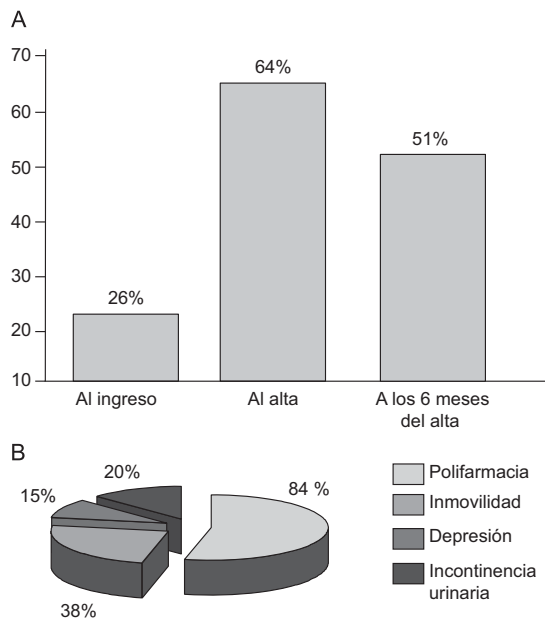 A
70
60
50
40
30
20
10
26%
64%
51%
Al ingreso
Al alta
A los 6 meses
del alta
B
20%
15%
84 %
38%
Polifarmacia
Inmovilidad
Depresión
Incontinencia
urinaria